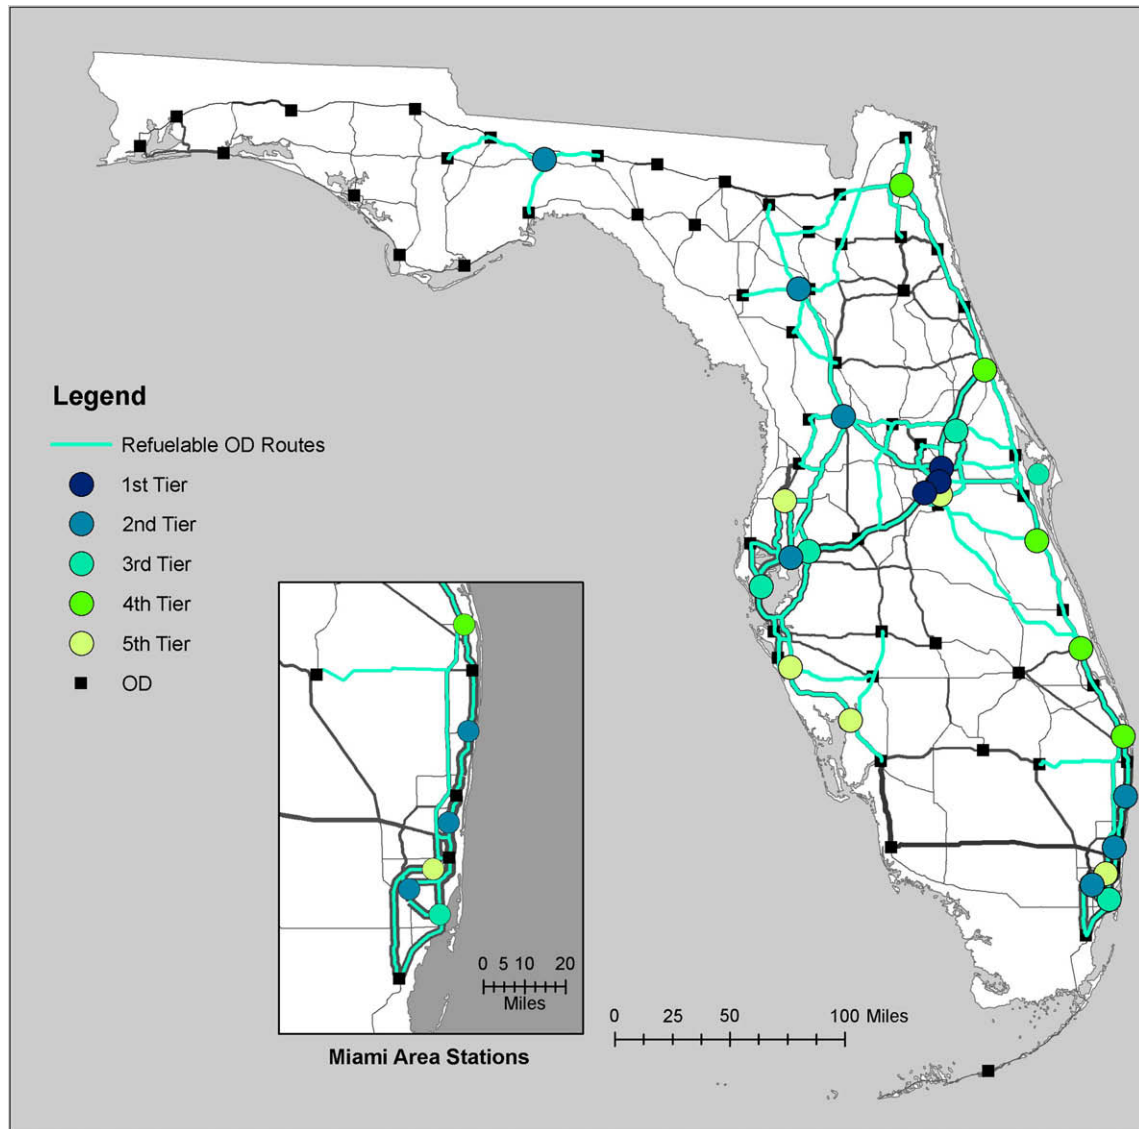 Legend
Refuelable OD Routes
1st Tier
2nd Tier
3rd Tier
4th Tier
5th Tier
OD
0 5 10 20
Miles
Miami Area Stations
0 25 50 100 Miles